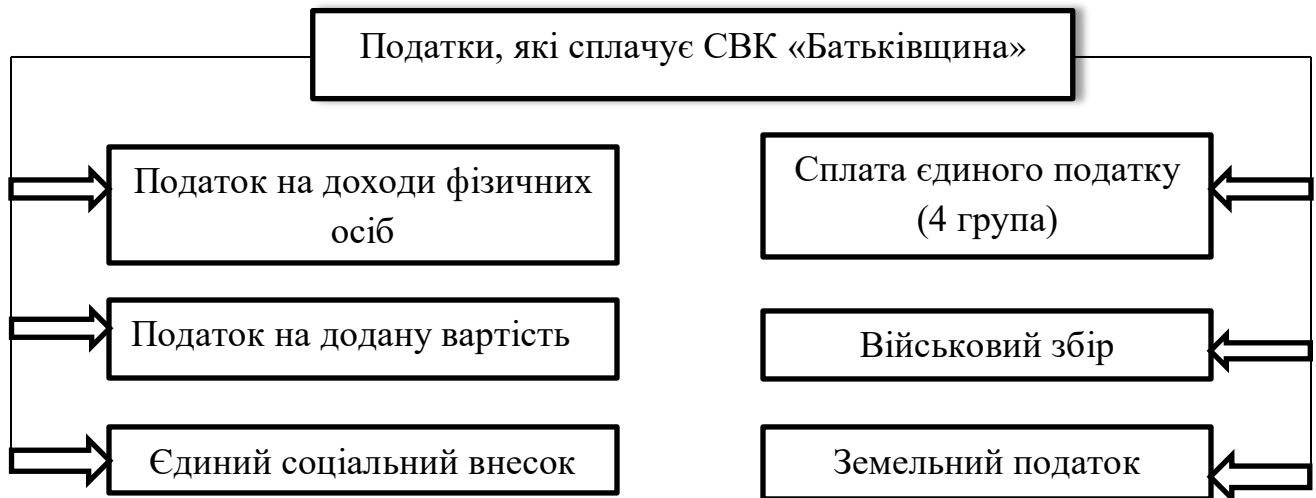 Податки, які сплачує СВК «Батьківщина»
Податок на доходи фізичних
осіб
Податок на додану вартість
Єдиний соціальний внесок
Сплата єдиного податку
(4 група)
Військовий збір
Земельний податок